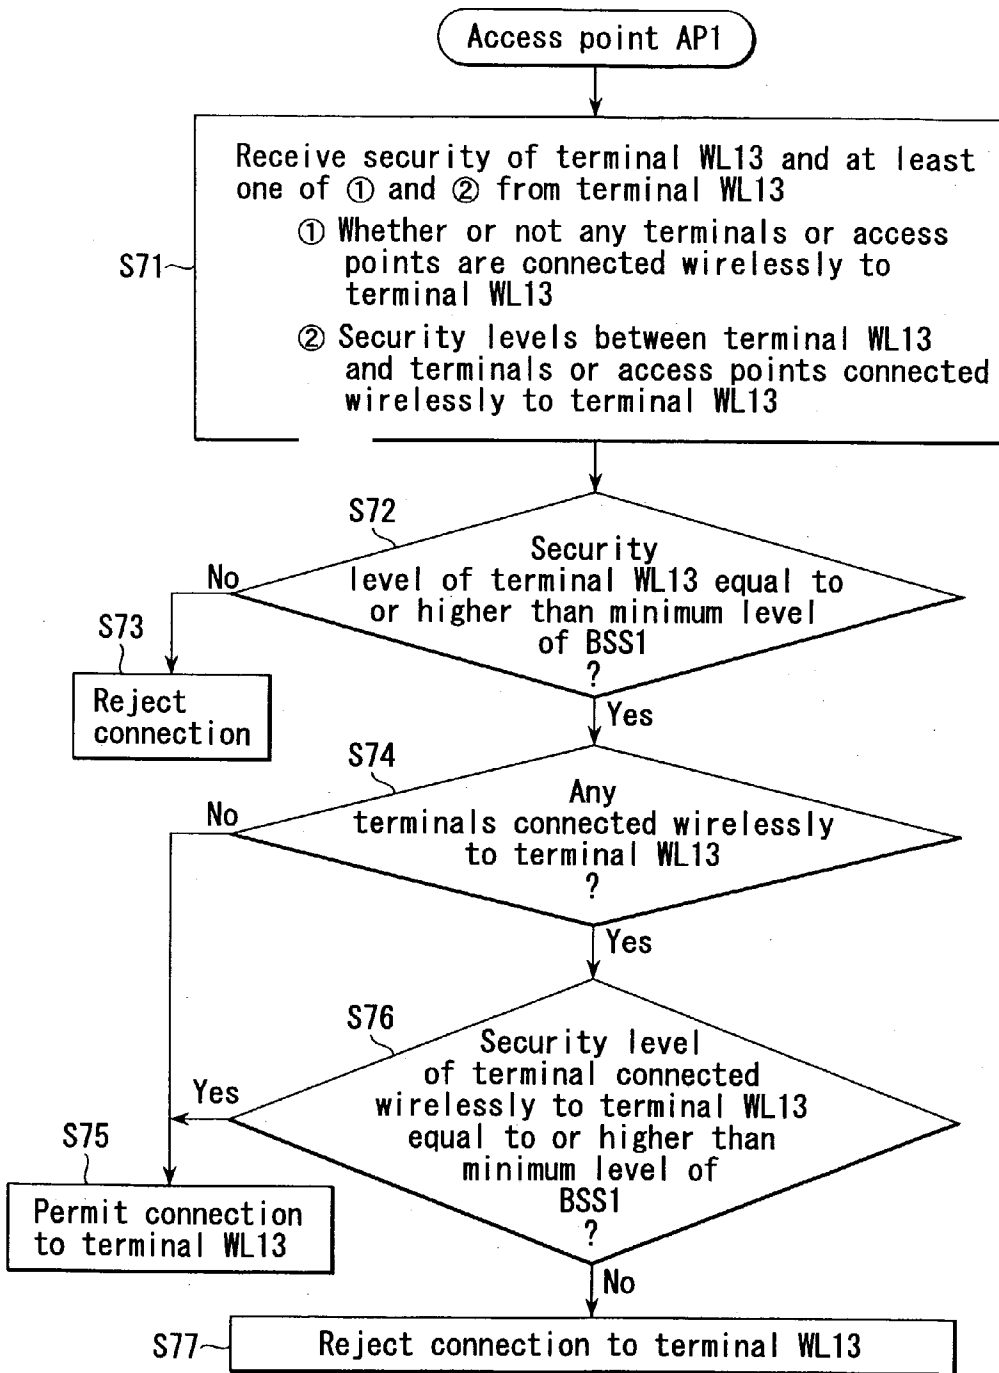 Access point AP1
Receive security of terminal WL13 and at least
one of ① and ② from terminal WL13
① Whether or not any terminals or access
points are connected wirelessly to
terminal WL13
② Security levels between terminal WL13
and terminals or access points connected
wirelessly to terminal WL13
S71
S72
Security
level of terminal WL13 equal to
or higher than minimum level
of BSS1
?
No
Yes
S73
Reject
connection
S74
Any
terminals connected wirelessly
to terminal WL13
?
No
Yes
S76
Security level
of terminal connected
wirelessly to terminal WL13
equal to or higher than
minimum level of
BSS1
?
Yes
No
S75
Permit connection
to terminal WL13
S77
Reject connection to terminal WL13